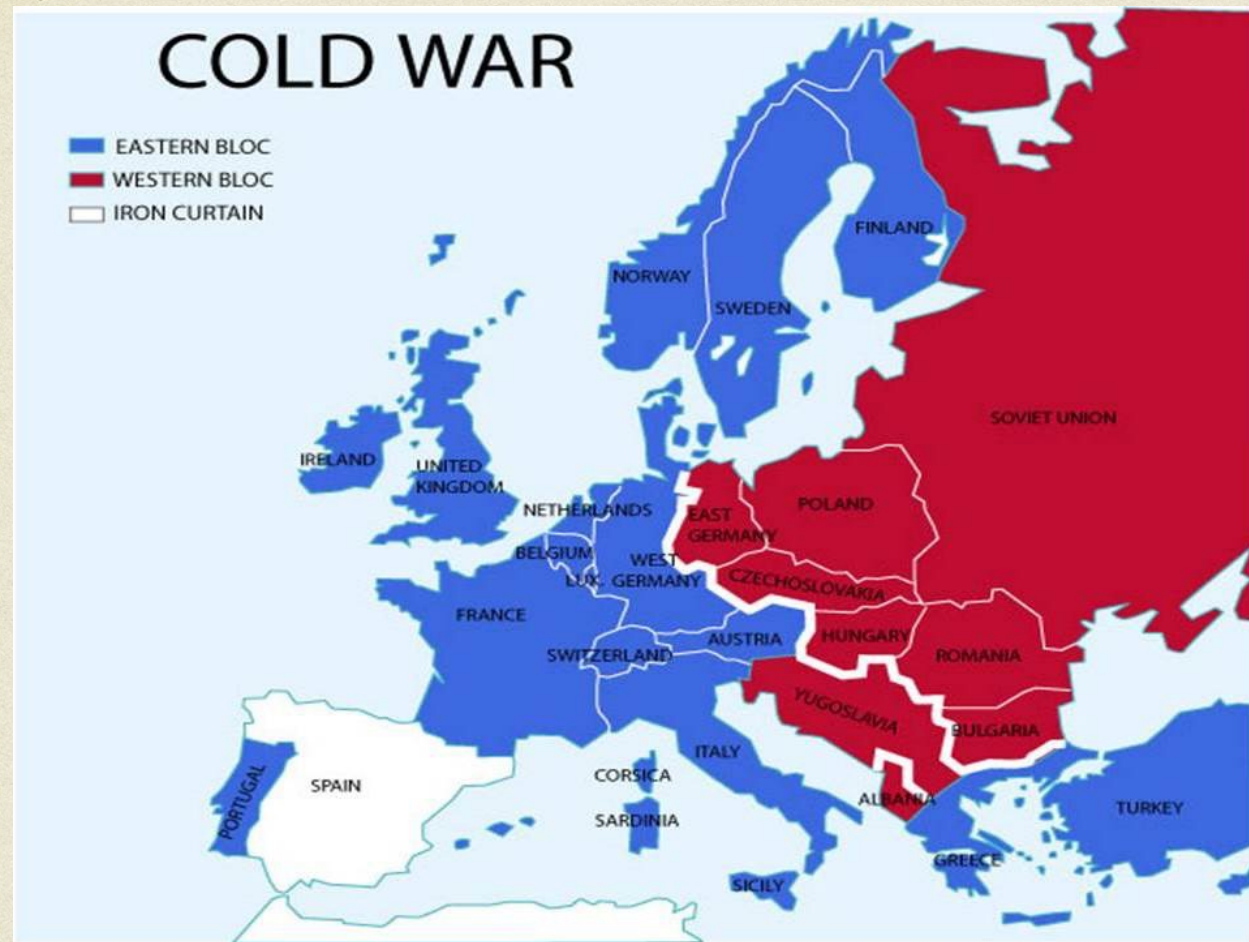 COLD WAR
EASTERN BLOC
WESTERN BLOC
IRON CURTAIN
FINLAND
NORWAY
SWEDEN
SOVIET UNION
IRELAND
UNITED
KINGDOM
NETHERLANDS
POLAND
EAST
GERMANY
BELGIUM
WEST
GERMANY
LUX.
CZECHOSLOVAKIA
FRANCE
AUSTRIA
HUNGARY
SWITZERLAND
ROMANIA
YUGOSLAVIA
BULGARIA
ITALY
CORSICA
SPAIN
PORTUGAL
ALBANIA
TURKEY
SARDINIA
GREECE
SICILY